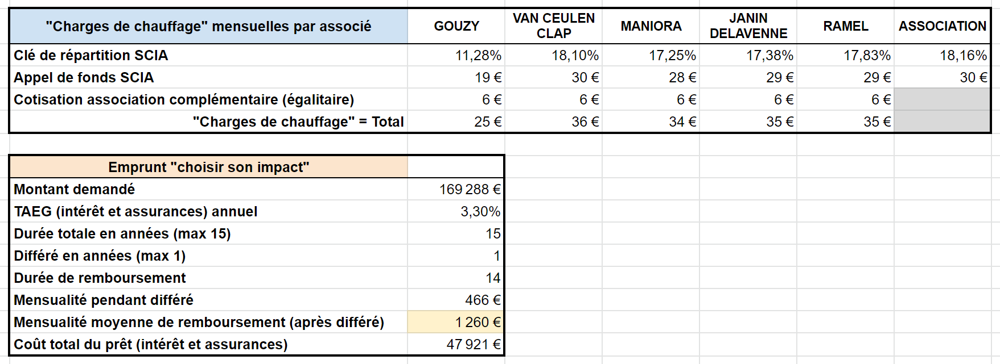 "Charges de chauffage" mensuelles par associé GOUZY VAN CEULEN CLAP MANIORA JANIN DELAVENNE RAMEL ASSOCIATION
Clé de répartition SCIA 11,28% 18,10% 17,25% 17,38% 17,83% 18,16%
Appel de fonds SCIA 19 € 30 € 28 € 29 € 29 € 30 €
Cotisation association complémentaire (égalitaire) 6 € 6 € 6 € 6 € 6 €
"Charges de chauffage" = Total 25 € 36 € 34 € 35 € 35 €
Emprunt "choisir son impact"
Montant demandé 169 288 €
TAEG (intérêt et assurances) annuel 3,30%
Durée totale en années (max 15) 15
Différé en années (max 1) 1
Durée de remboursement 14
Mensualité pendant différé 466 €
Mensualité moyenne de remboursement (après différé) 1 260 €
Coût total du prêt (intérêt et assurances) 47 921 €